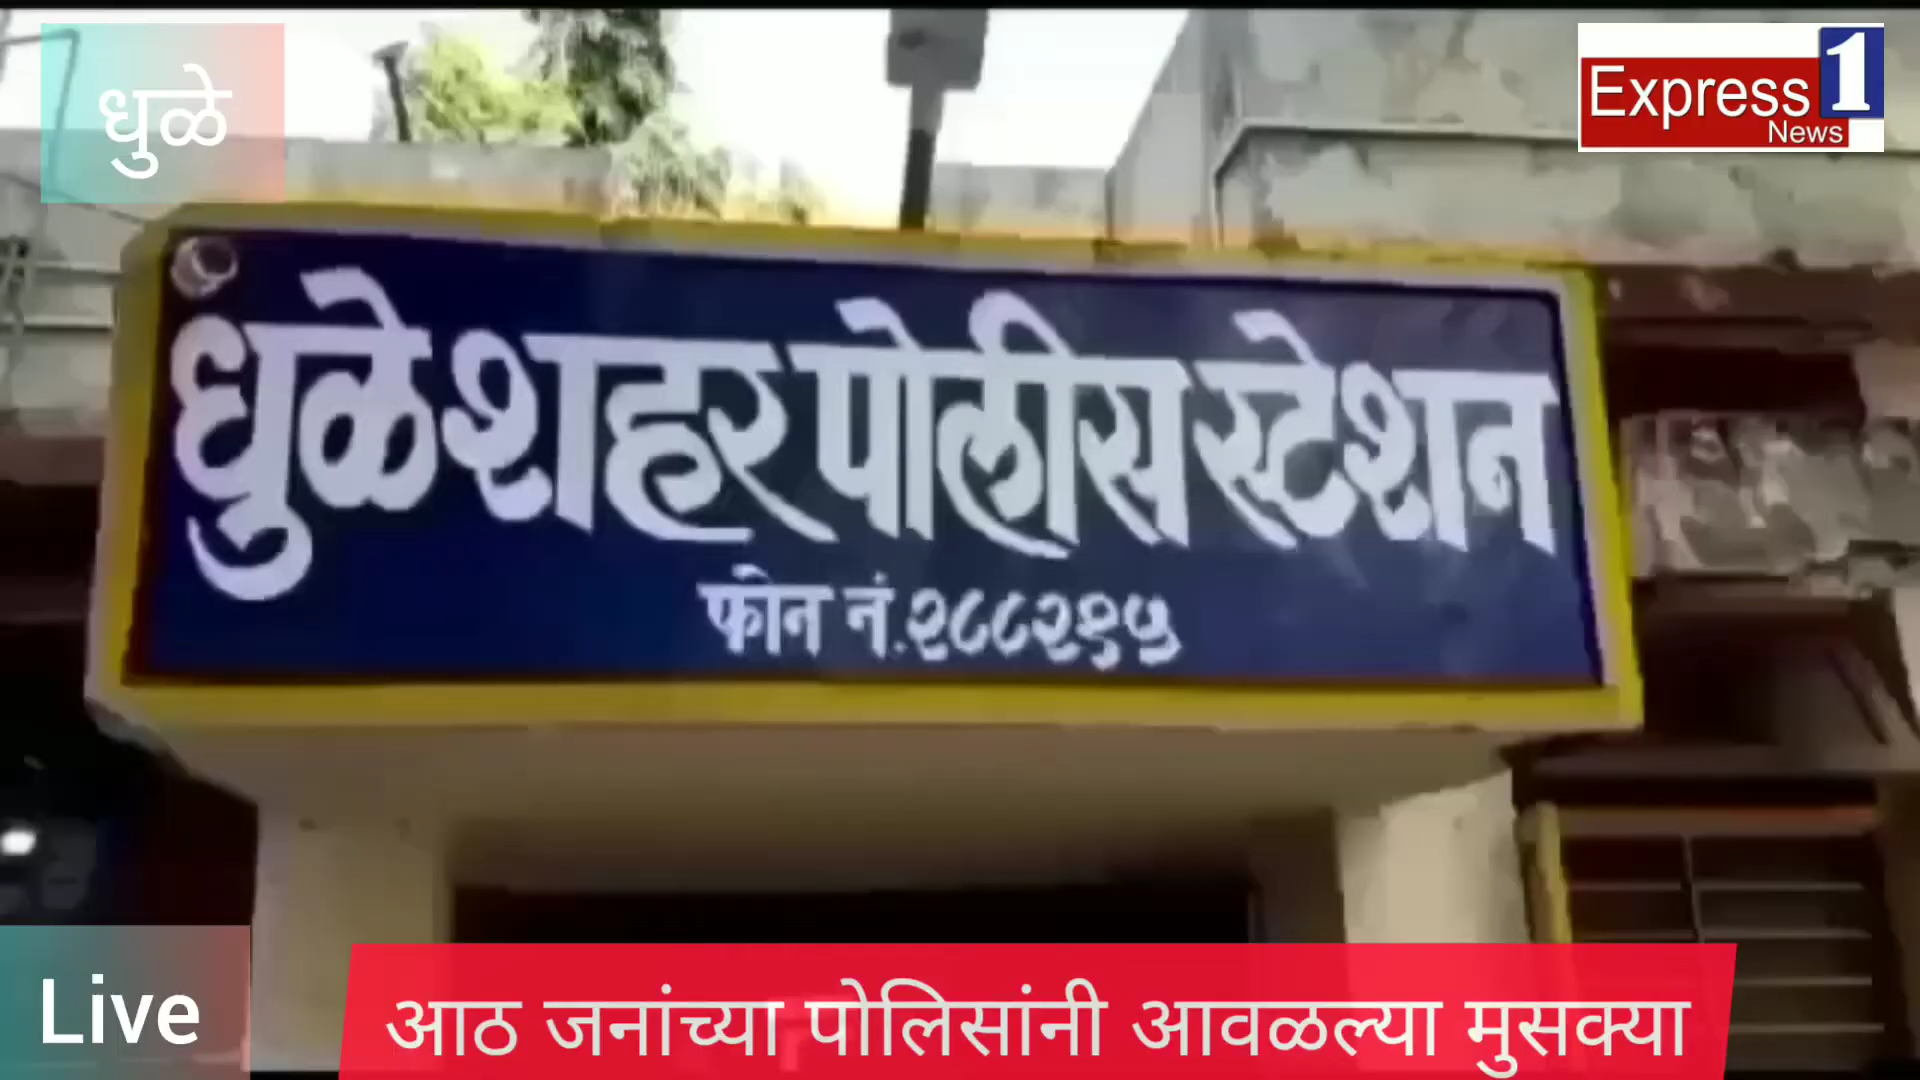 धुळे
Express 1
News
धुळे शहर पोलीस स्टेशन
फोन नं.२८८२९५
Live
आठ जनांच्या पोलिसांनी आवळल्या मुसक्या